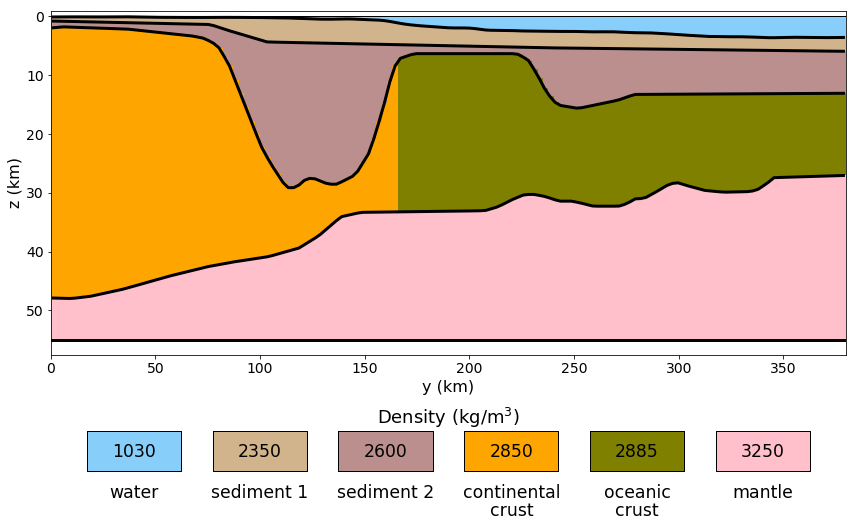 0
10
20
30
40
50
z (km)
0 50 100 150 200 250 300 350
y (km)
Density (kg/m³)
1030 2350 2600 2850 2885 3250
water sediment 1 sediment 2 continental oceanic mantle
crust crust